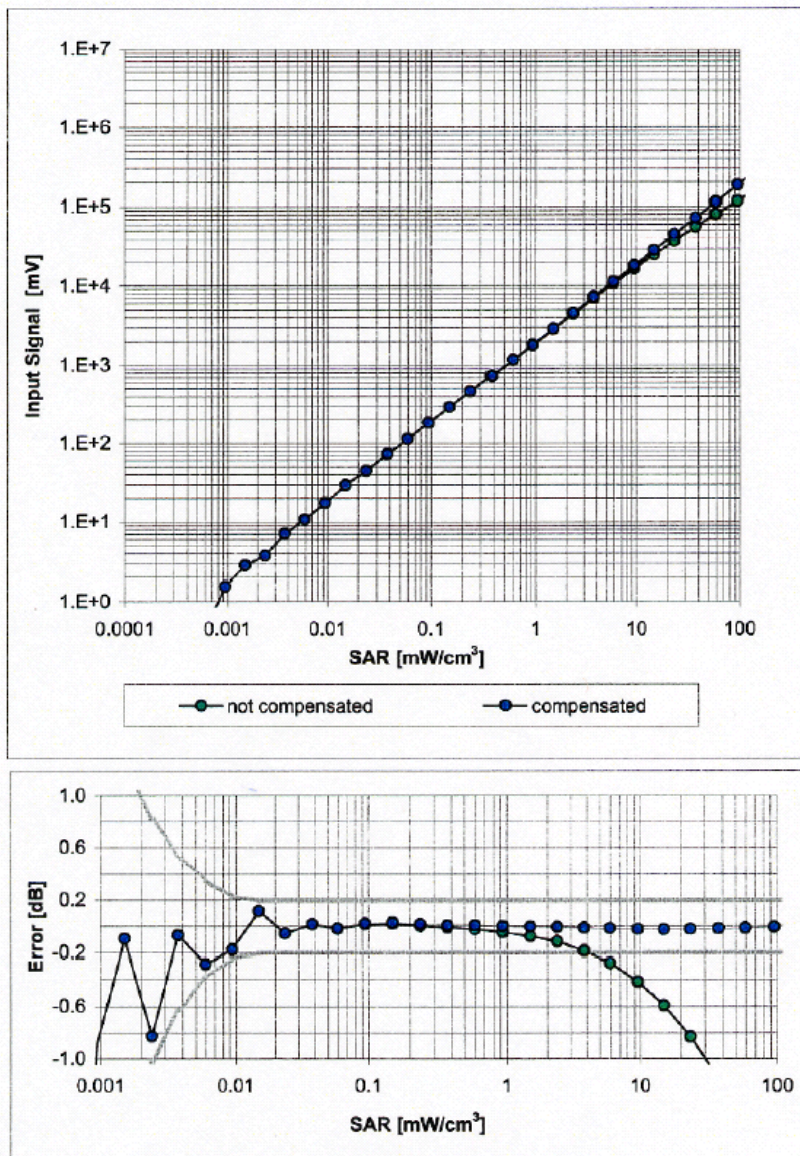 1.E+7
1.E+6
1.E+5
1.E+4
1.E+3
1.E+2
1.E+1
1.E+0
Input Signal [mV]
0.0001 0.001 0.01 0.1 1 10 100
SAR [mW/cm³]
not compensated compensated
1.0
0.6
0.2
-0.2
-0.6
-1.0
Error [dB]
0.001 0.01 0.1 1 10 100
SAR [mW/cm³]